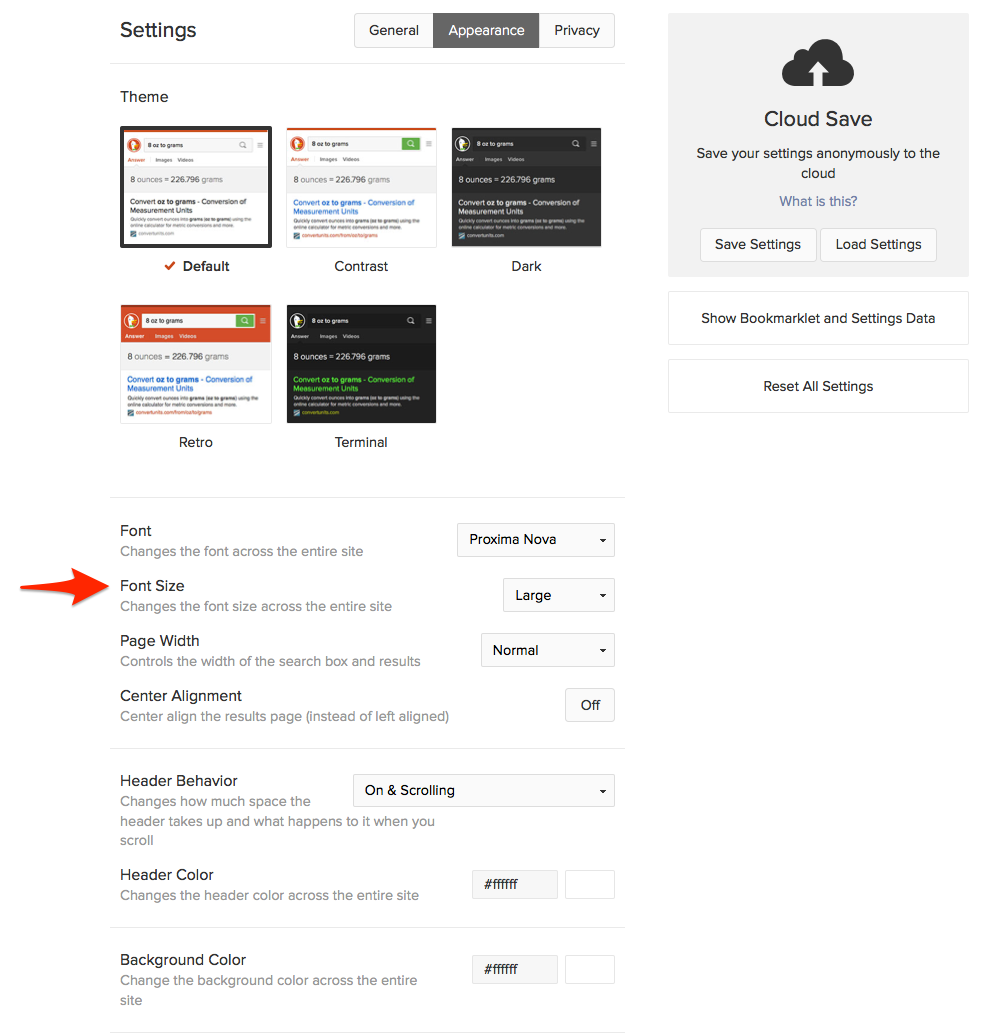 Settings
General
Appearance
Privacy
Theme
8 oz to grams
Answer Images Videos
8 ounces = 226.796 grams
Convert oz to grams - Conversion of
Measurement Units
Quickly convert ounces into grams (oz to grams) using the
online calculator for metric conversions and more.
convertunits.com
Default
8 oz to grams
Answer Images Videos
8 ounces = 226.796 grams
Convert oz to grams - Conversion of
Measurement Units
Quickly convert ounces into grams (oz to grams) using the
online calculator for metric conversions and more.
convertunits.com/from/oz/to/grams
Contrast
8 oz to grams
Answer Images Videos
8 ounces = 226.796 grams
Convert oz to grams - Conversion of
Measurement Units
Quickly convert ounces into grams (oz to grams) using the
online calculator for metric conversions and more.
convertunits.com
Dark
8 oz to grams
Answer Images Videos
8 ounces = 226.796 grams
Convert oz to grams - Conversion of
Measurement Units
Quickly convert ounces into grams (oz to grams) using the
online calculator for metric conversions and more.
convertunits.com/from/oz/to/grams
Retro
8 oz to grams
Answer Images Videos
8 ounces = 226.796 grams
Convert oz to grams - Conversion of
Measurement Units
Quickly convert ounces into grams (oz to grams) using the
online calculator for metric conversions and more.
convertunits.com
Terminal
Font
Changes the font across the entire site
Proxima Nova
Font Size
Changes the font size across the entire site
Large
Page Width
Controls the width of the search box and results
Normal
Center Alignment
Center align the results page (instead of left aligned)
Off
Header Behavior
Changes how much space the
header takes up and what happens to it when you
scroll
On & Scrolling
Header Color
Changes the header color across the entire site
#ffffff
Background Color
Change the background color across the entire
site
#ffffff
Cloud Save
Save your settings anonymously to the
cloud
What is this?
Save Settings
Load Settings
Show Bookmarklet and Settings Data
Reset All Settings